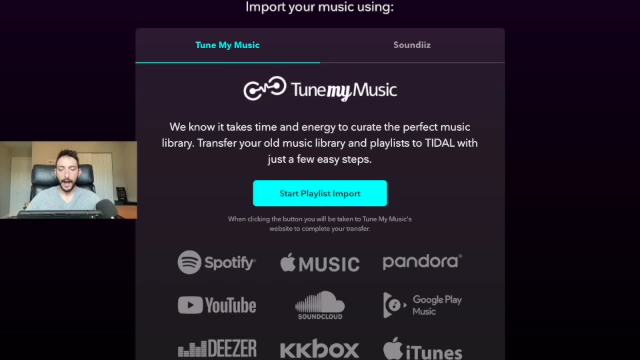 Import your music using:
Tune My Music
Soundiiz
Tune my Music
We know it takes time and energy to curate the perfect music
library. Transfer your old music library and playlists to TIDAL with
just a few easy steps.
Start Playlist Import
When clicking the button you will be taken to Tune My Music's
website to complete your transfer.
Spotify
MUSIC
pandora
YouTube
SOUNDCLOUD
Google Play
Music
DEEZER
KKBOX
iTunes